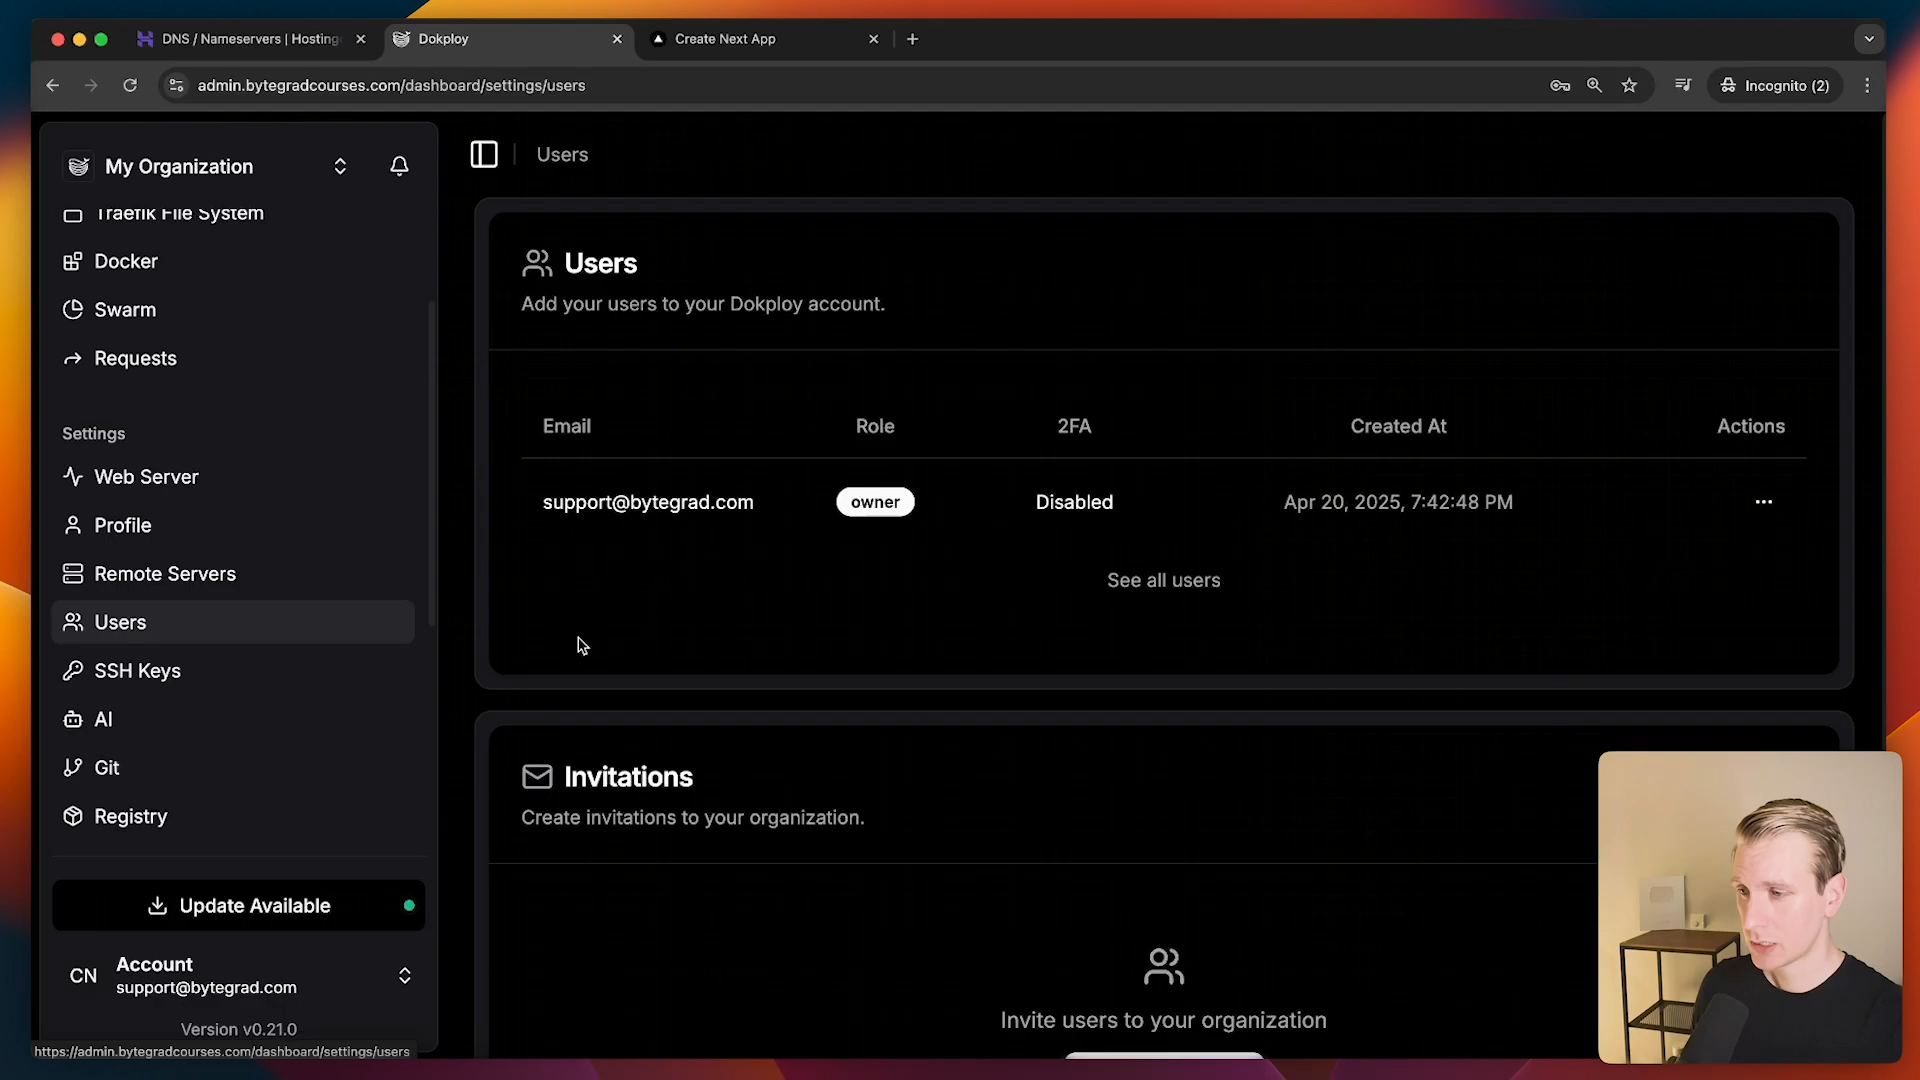 DNS / Nameservers | Hosting
Dokploy
Create Next App
admin.bytegradcourses.com/dashboard/settings/users
Incognito (2)
My Organization
Users
Traefik File System
Docker
Swarm
Requests
Settings
Web Server
Profile
Remote Servers
Users
SSH Keys
AI
Git
Registry
Update Available
CN
Account
support@bytegrad.com
Version v0.21.0
https://admin.bytegradcourses.com/dashboard/settings/users
Users
Add your users to your Dokploy account.
Email Role 2FA Created At Actions
support@bytegrad.com owner Disabled Apr 20, 2025, 7:42:48 PM
See all users
Invitations
Create invitations to your organization.
Invite users to your organization